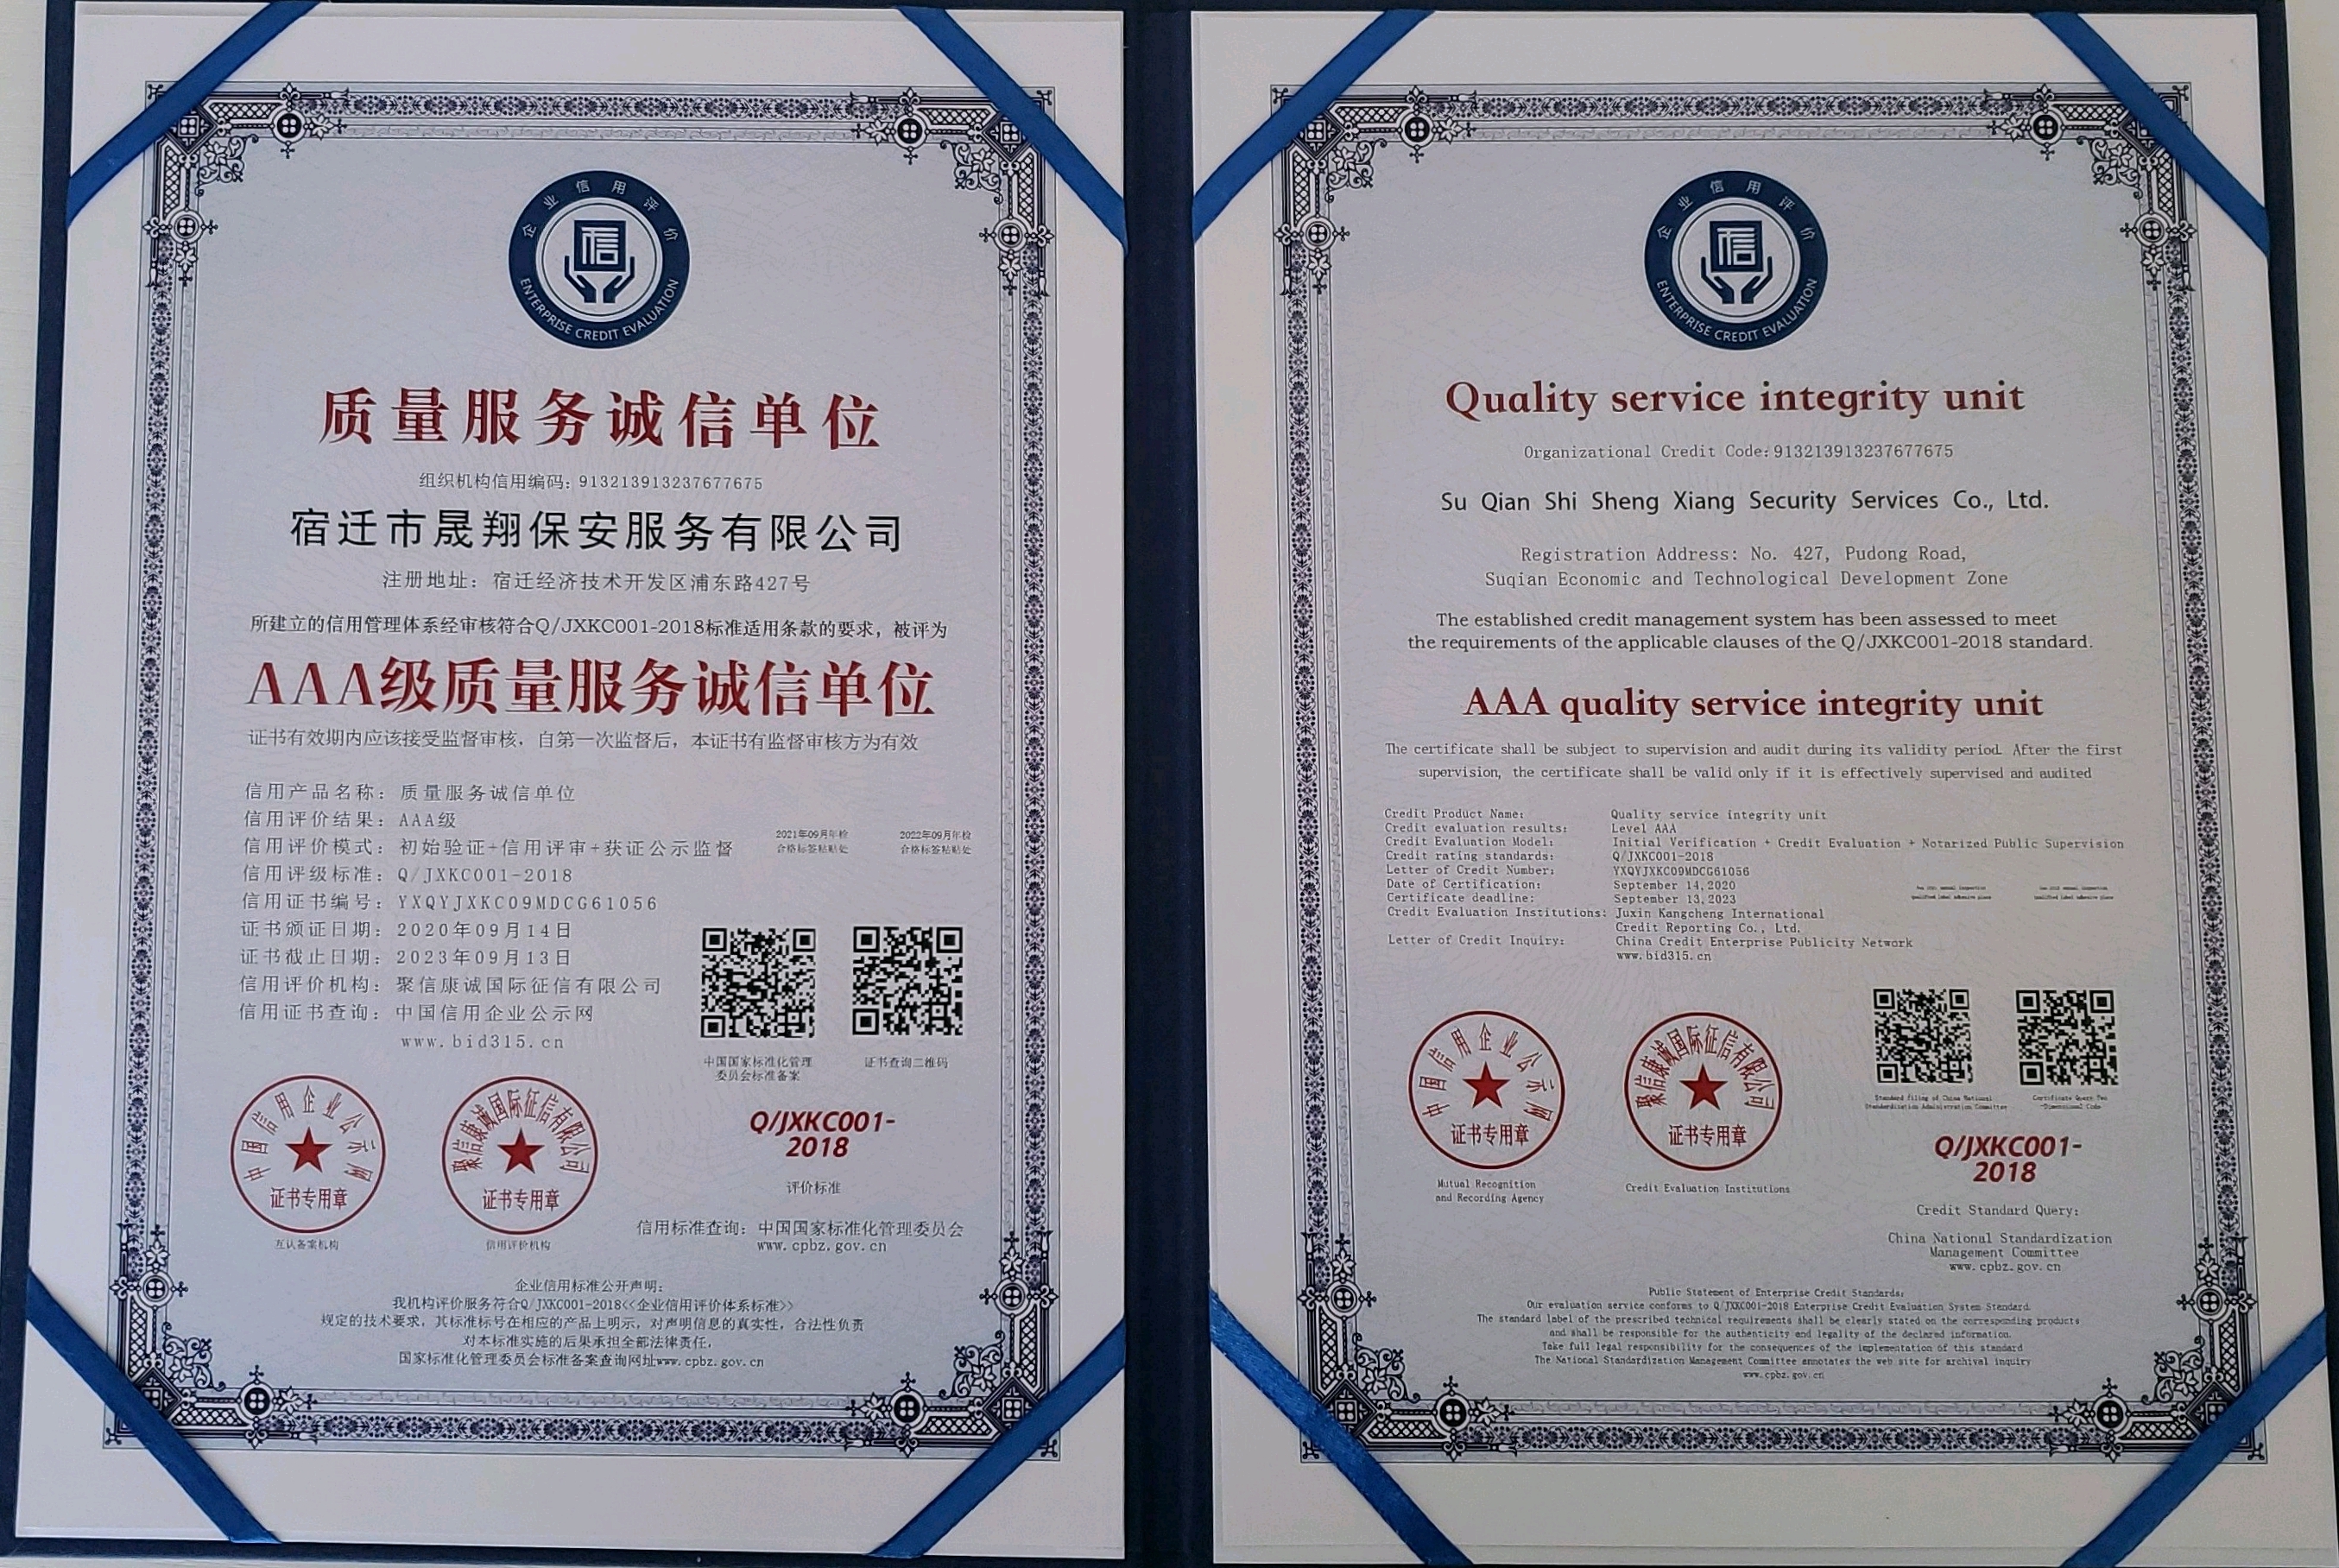 企业信用评价
信
ENTERPRISE CREDIT EVALUATION
质量服务诚信单位
组织机构信用编码: 913213913237677675
宿迁市晟翔保安服务有限公司
注册地址: 宿迁经济技术开发区浦东路427号
所建立的信用管理体系经审核符合Q/JXKC001-2018标准适用条款的要求, 被评为
AAA级质量服务诚信单位
证书有效期内应该接受监督审核, 自第一次监督后, 本证书有监督审核方为有效
信用产品名称: 质量服务诚信单位
信用评价结果: AAA级
信用评价模式: 初始验证+信用评审+获证公示监督
信用评级标准: Q/JXKC001-2018
信用证书编号: YXQYJXKC09MDCG61056
证书颁证日期: 2020年09月14日
证书截止日期: 2023年09月13日
信用评价机构: 聚信康诚国际征信有限公司
信用证书查询: 中国信用企业公示网
www.bid315.cn
2021年09月年检
合格标签粘贴处
2022年09月年检
合格标签粘贴处
中国国家标准化管理
委员会标准备案
证书查询二维码
中国信用企业公示网
证书专用章
互认备案机构
聚信康诚国际征信有限公司
证书专用章
信用评价机构
Q/JXKC001-
2018
评价标准
信用标准查询: 中国国家标准化管理委员会
www.cpbz.gov.cn
企业信用标准公开声明:
我机构评价服务符合Q/JXKC001-2018<<企业信用评价体系标准>>
规定的技术要求, 其标准标号在相应的产品上明示, 对声明信息的真实性, 合法性负责
对本标准实施的后果承担全部法律责任,
国家标准化管理委员会标准备案查询网址www.cpbz.gov.cn
企业信用评价
信
ENTERPRISE CREDIT EVALUATION
Quality service integrity unit
Organizational Credit Code:913213913237677675
Su Qian Shi Sheng Xiang Security Services Co., Ltd.
Registration Address: No. 427, Pudong Road,
Suqian Economic and Technological Development Zone
The established credit management system has been assessed to meet
the requirements of the applicable clauses of the Q/JXKC001-2018 standard.
AAA quality service integrity unit
The certificate shall be subject to supervision and audit during its validity period. After the first
supervision, the certificate shall be valid only if it is effectively supervised and audited
Credit Product Name: Quality service integrity unit
Credit evaluation results: Level AAA
Credit Evaluation Model: Initial Verification + Credit Evaluation + Notarized Public Supervision
Credit rating standards: Q/JXKC001-2018
Letter of Credit Number: YXQYJXKC09MDCG61056
Date of Certification: September 14,2020
Certificate deadline: September 13,2023
Credit Evaluation Institutions: Juxin Kangcheng International
Credit Reporting Co., Ltd.
Letter of Credit Inquiry: China Credit Enterprise Publicity Network
www.bid315.cn
中国信用企业公示网
证书专用章
Mutual Recognition
and Recording Agency
聚信康诚国际征信有限公司
证书专用章
Credit Evaluation Institutions
Standard filing of China National
Standardization Administration Committee
Certificate Query Two
-Dimensional Code
Q/JXKC001-
2018
Credit Standard Query:
China National Standardization
Management Committee
www.cpbz.gov.cn
Public Statement of Enterprise Credit Standards:
Our evaluation service conforms to Q/JXKC001-2018 Enterprise Credit Evaluation System Standard
The standard label of the prescribed technical requirements shall be clearly stated on the corresponding products
and shall be responsible for the authenticity and legality of the declared information.
Take full legal responsibility for the consequences of the implementation of this standard
The National Standardization Management Committee annotates the web site for archival inquiry
www.cpbz.gov.cn